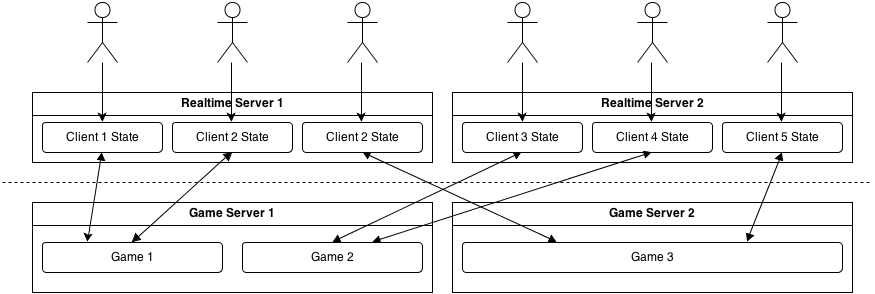 Realtime Server 1
Realtime Server 2
Client 1 State
Client 2 State
Client 2 State
Client 3 State
Client 4 State
Client 5 State
Game Server 1
Game Server 2
Game 1
Game 2
Game 3